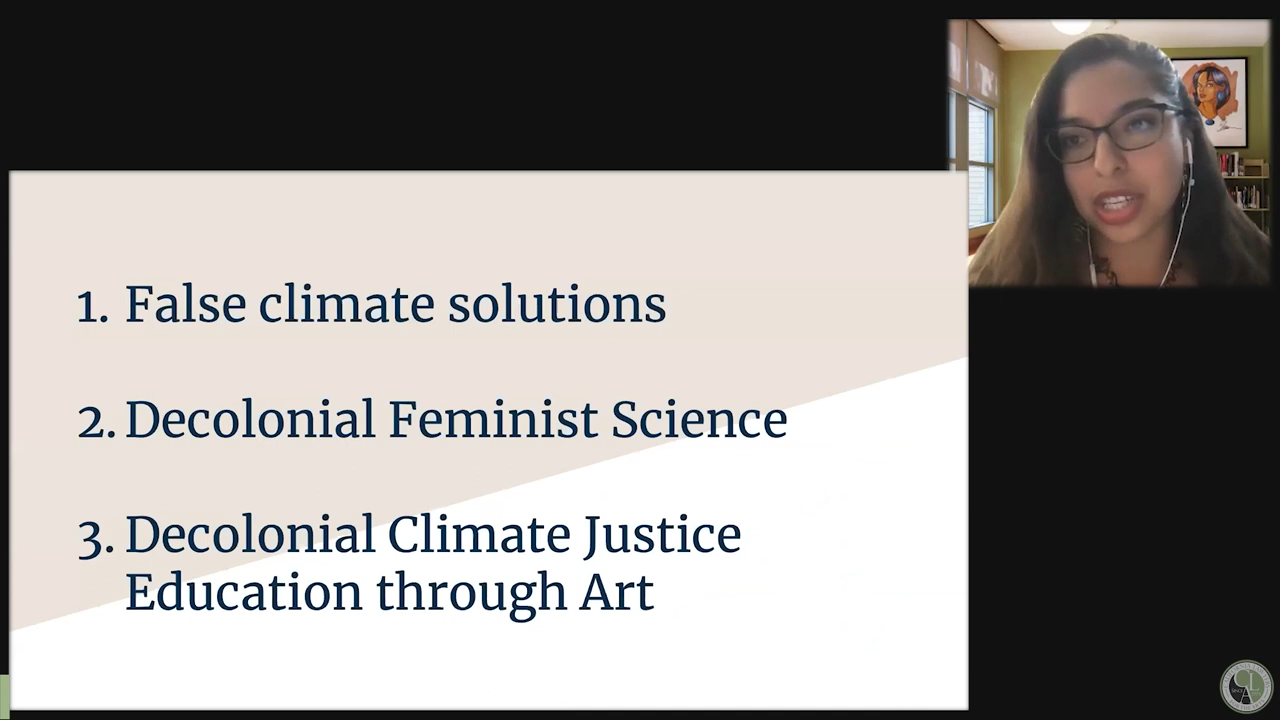 1. False climate solutions
2. Decolonial Feminist Science
3. Decolonial Climate Justice
Education through Art